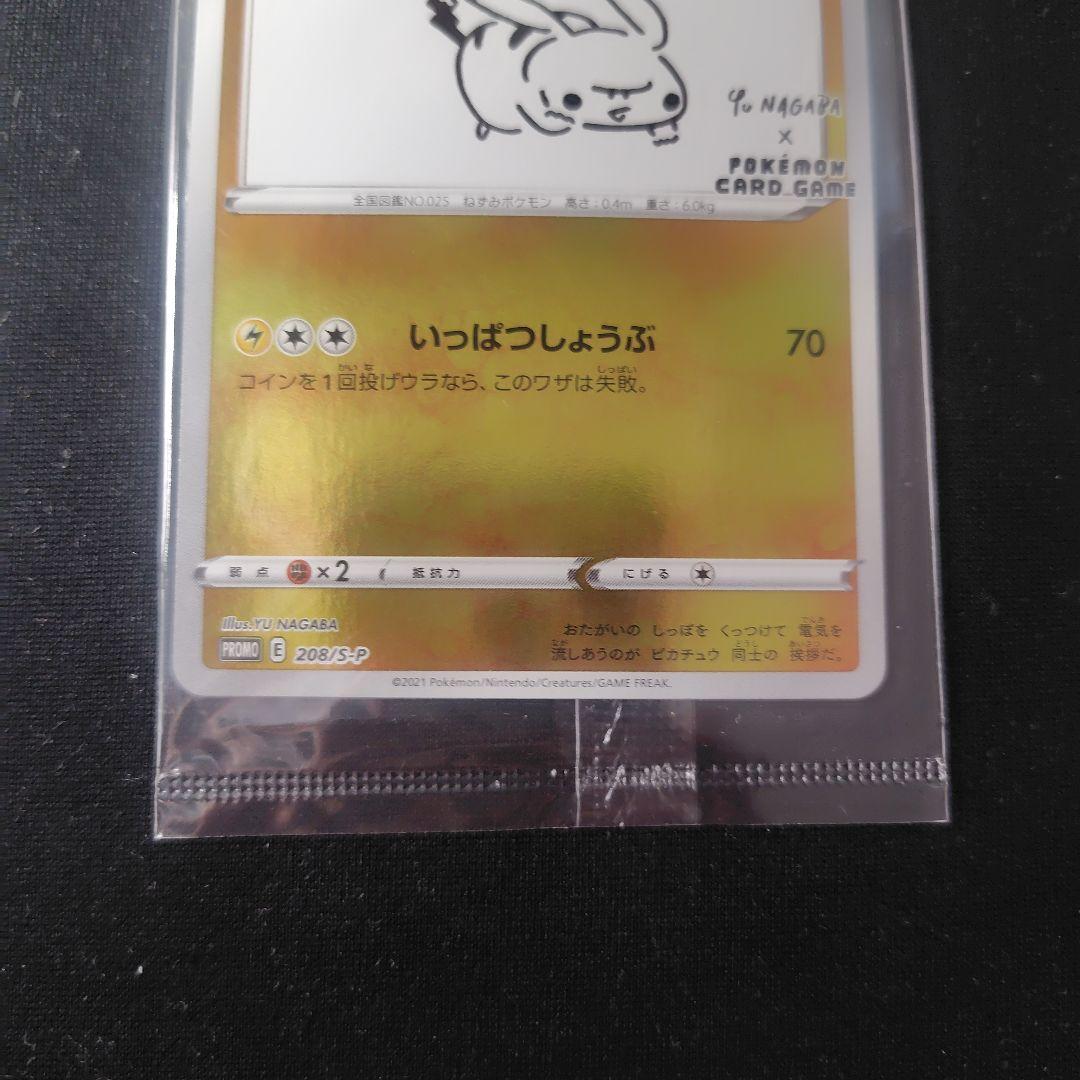 Yu NAGABA
×
POKÉMON
CARD GAME
全国図鑑NO.025 ねずみポケモン 高さ:0.4m 重さ:6.0kg
いっぱつしょうぶ 70
コインを1回投げウラなら、このワザは失敗。
弱点 ×2 抵抗力 にげる
Illus.YU NAGABA
PROMO E 208/S-P
おたがいの しっぽを くっつけて 電気を
流しあうのが ピカチュウ 同士の 挨拶だ。
©2021 Pokémon/Nintendo/Creatures/GAME FREAK.